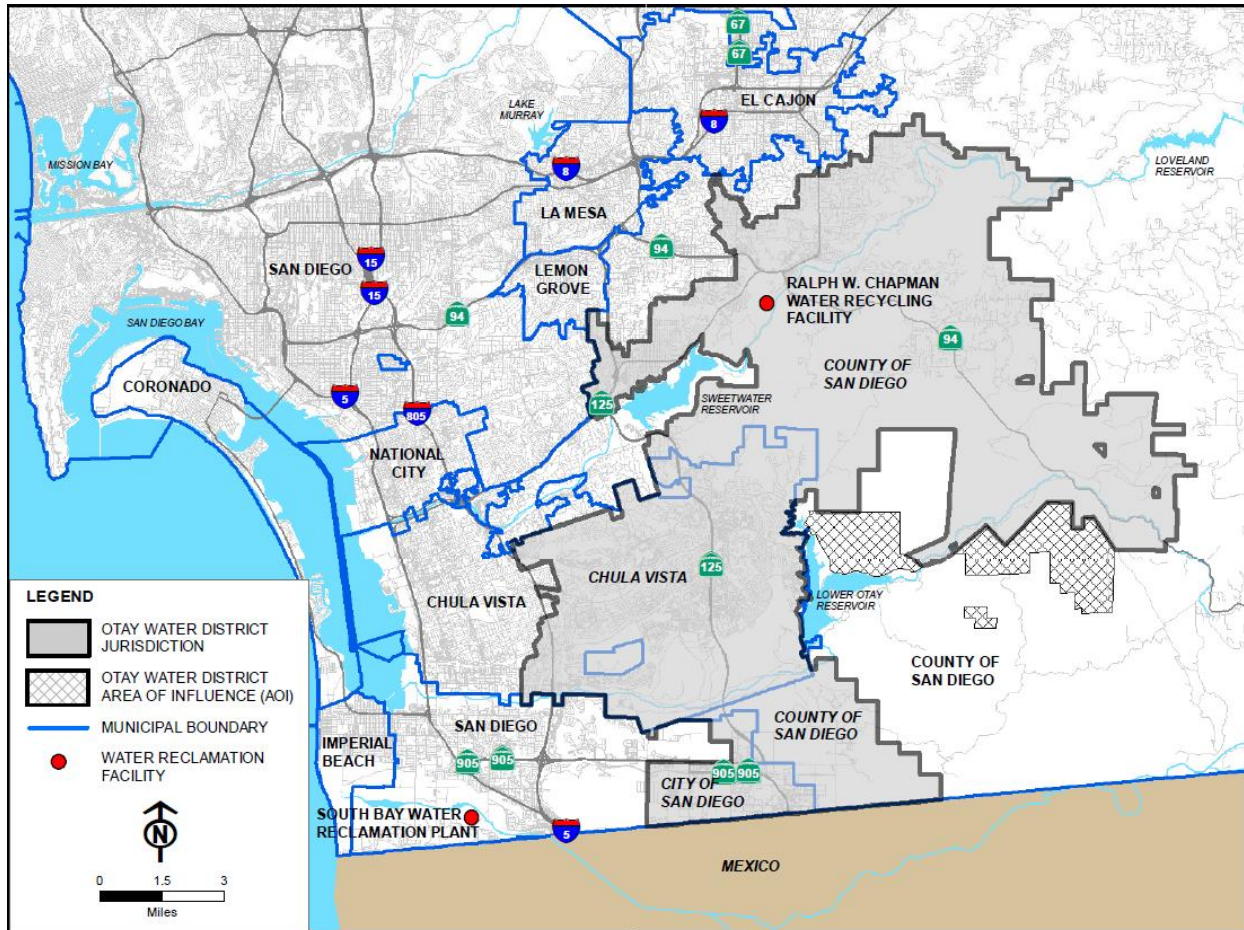 67
67
EL CAJON
LAKE
MURRAY
8
MISSION BAY
8
LOVELAND
RESERVOIR
LA MESA
94
15
SAN DIEGO
15
LEMON
GROVE
RALPH W. CHAPMAN
WATER RECYCLING
FACILITY
94
SAN DIEGO BAY
94
COUNTY OF
SAN DIEGO
CORONADO
5
805
125
SWEETWATER
RESERVOIR
NATIONAL
CITY
CHULA VISTA
125
CHULA VISTA
LOWER OTAY
RESERVOIR
COUNTY OF
SAN DIEGO
SAN DIEGO
COUNTY OF
SAN DIEGO
IMPERIAL
BEACH
905
905
905
905
CITY OF
SAN DIEGO
SOUTH BAY WATER
RECLAMATION PLANT
5
MEXICO
LEGEND
OTAY WATER DISTRICT
JURISDICTION
OTAY WATER DISTRICT
AREA OF INFLUENCE (AOI)
MUNICIPAL BOUNDARY
WATER RECLAMATION
FACILITY
N
0 1.5 3
Miles